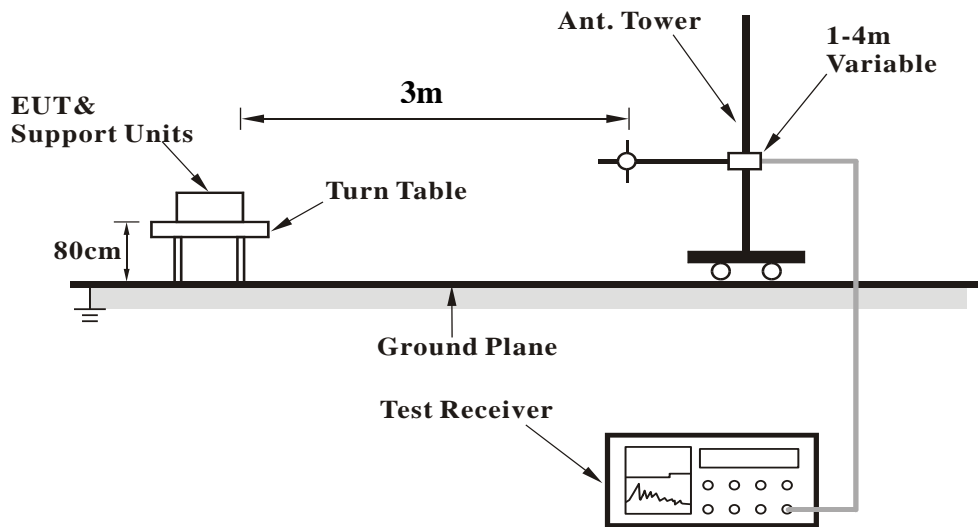 Ant. Tower
1-4m
Variable
3m
EUT&
Support Units
Turn Table
80cm
Ground Plane
Test Receiver